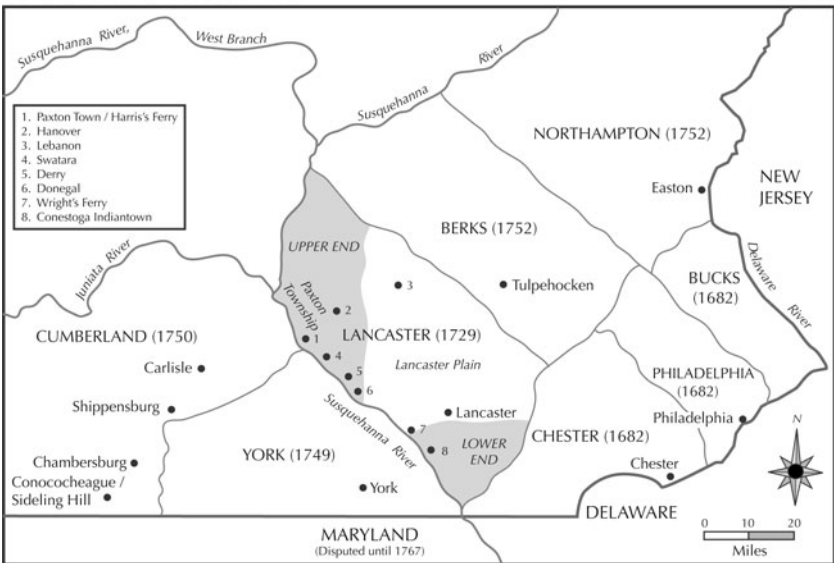 Susquehanna River,
West Branch
Susquehanna
River
1. Paxton Town / Harris's Ferry
2. Hanover
3. Lebanon
4. Swatara
5. Derry
6. Donegal
7. Wright's Ferry
8. Conestoga Indiantown
NORTHAMPTON (1752)
NEW
JERSEY
Easton
UPPER END
BERKS (1752)
Juniata River
Delaware
River
BUCKS
(1682)
Tulpehocken
3
Paxton
Township
2
CUMBERLAND (1750)
LANCASTER (1729)
1
4
Lancaster Plain
Carlisle
5
6
PHILADELPHIA
(1682)
Shippensburg
Susquehanna River
Lancaster
Philadelphia
7
CHESTER (1682)
N
8
LOWER
END
YORK (1749)
Chambersburg
Conococheague /
Sideling Hill
Chester
York
DELAWARE
MARYLAND
(Disputed until 1767)
0 10 20
Miles